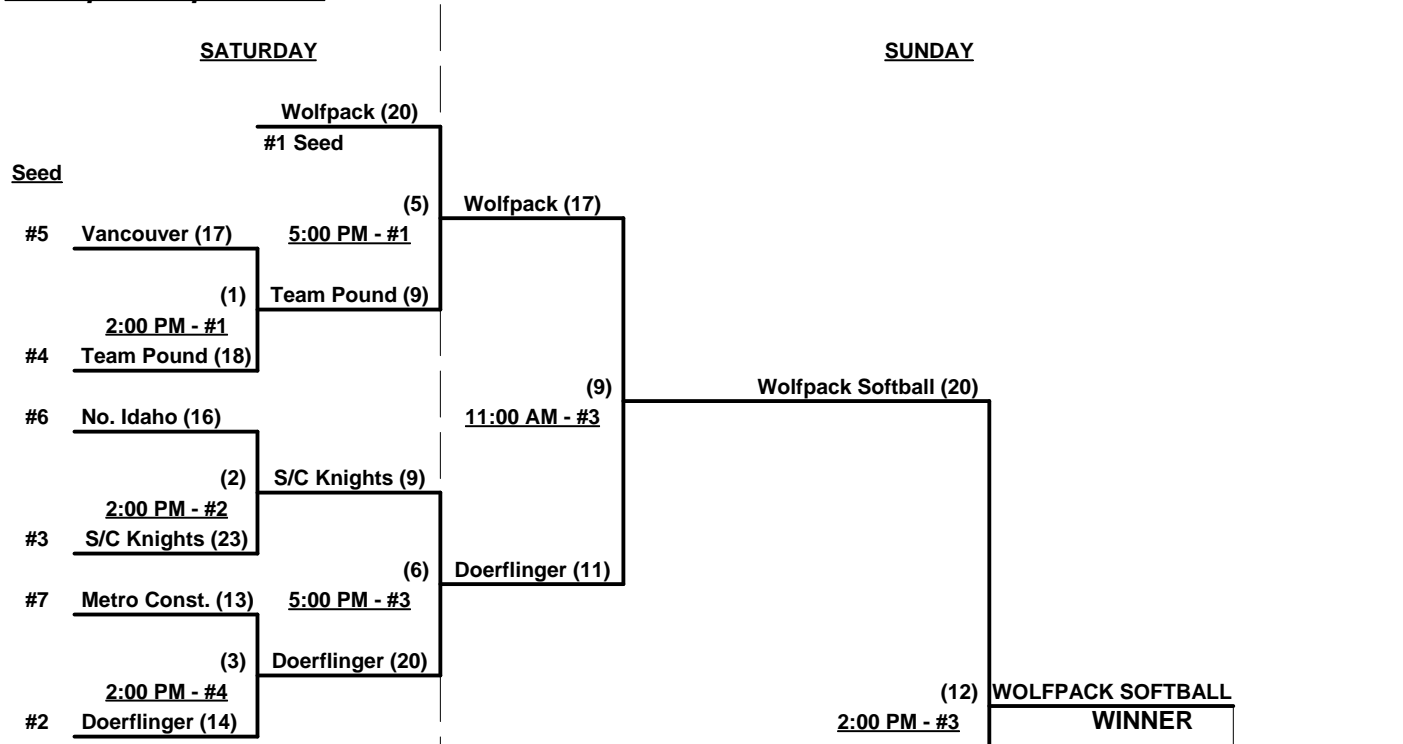 SATURDAY
SUNDAY
Wolfpack (20)
#1 Seed
Seed
(5)
Wolfpack (17)
#5
Vancouver (17)
5:00 PM - #1
(1)
Team Pound (9)
2:00 PM - #1
#4
Team Pound (18)
(9)
Wolfpack Softball (20)
#6
No. Idaho (16)
11:00 AM - #3
(2)
S/C Knights (9)
2:00 PM - #2
#3
S/C Knights (23)
(6)
Doerflinger (11)
#7
Metro Const. (13)
5:00 PM - #3
(3)
Doerflinger (20)
2:00 PM - #4
(12)
WOLFPACK SOFTBALL
#2
Doerflinger (14)
2:00 PM - #3
WINNER